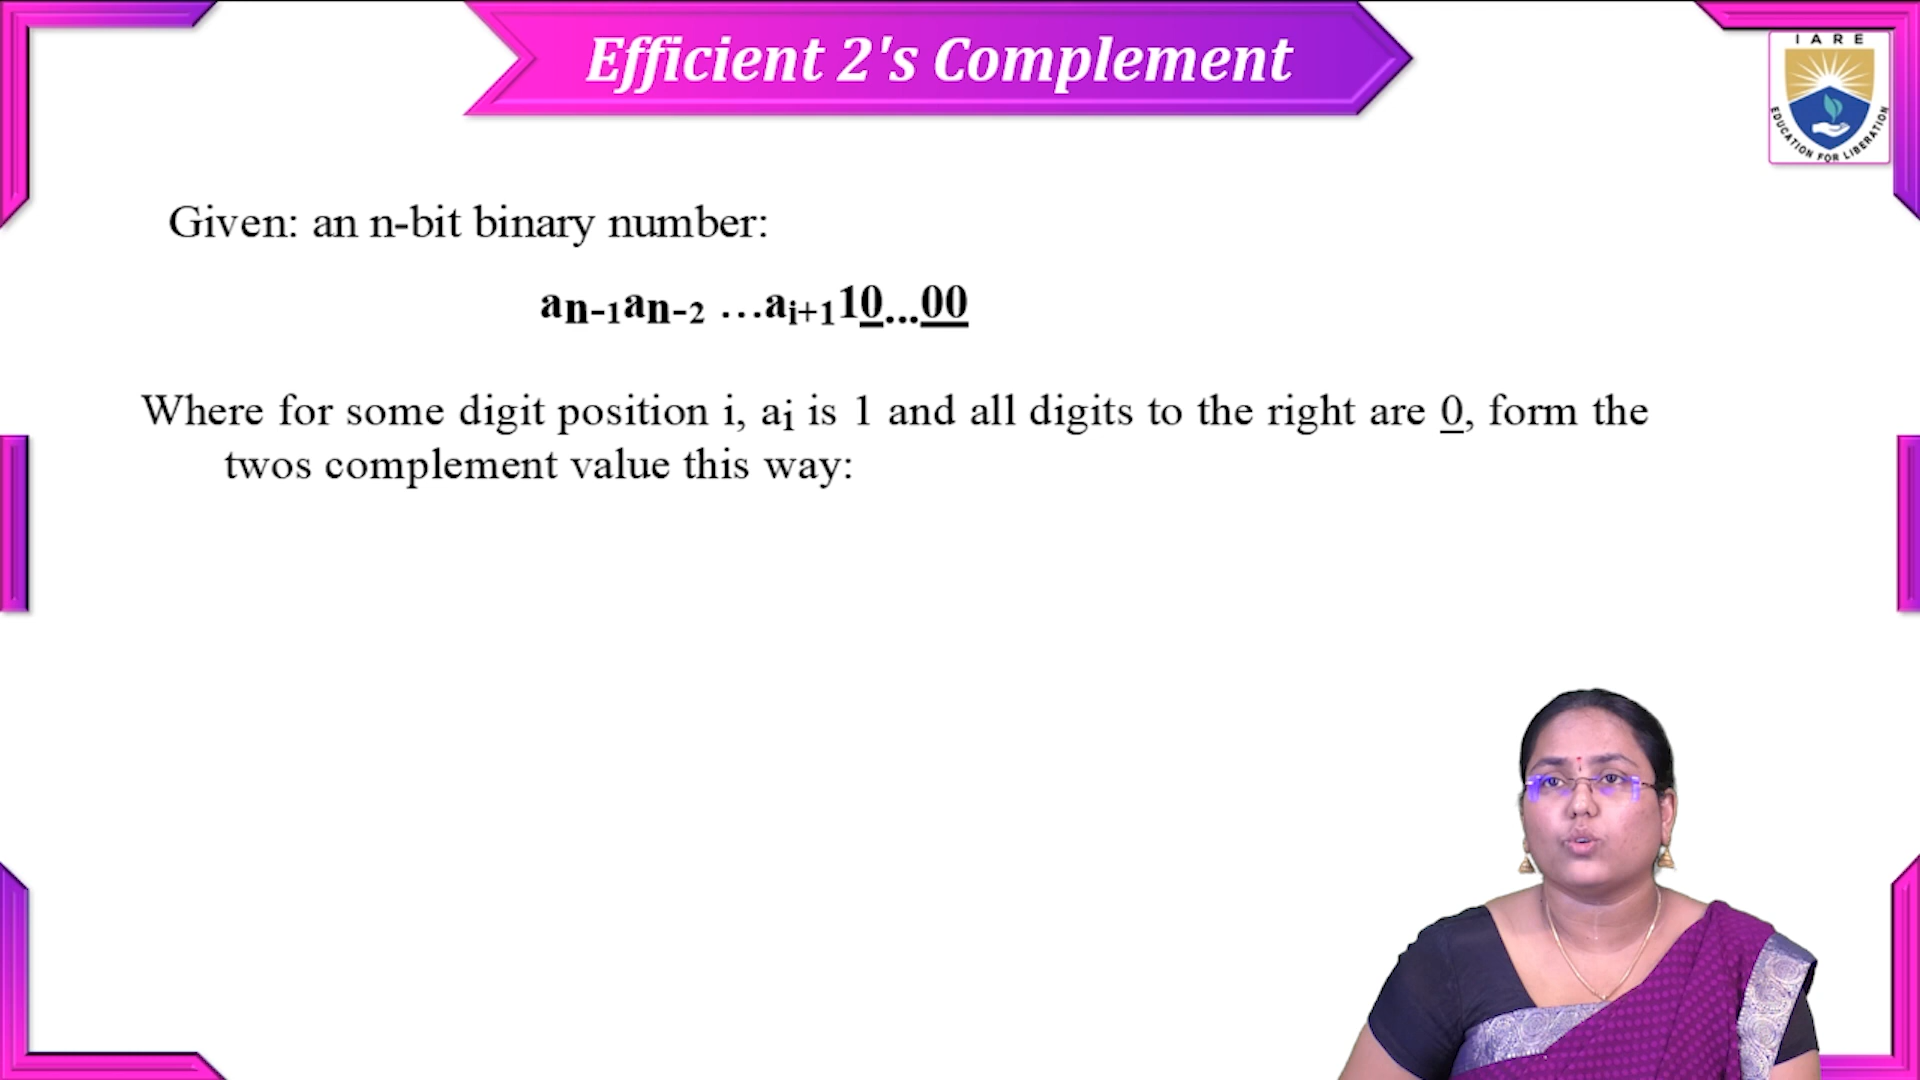 Efficient 2's Complement
I A R E
EDUCATION FOR LIBERATION
Given: an n-bit binary number:
aₙ₋₁aₙ₋₂ …aᵢ₊₁10...00
Where for some digit position i, aᵢ is 1 and all digits to the right are 0, form the
twos complement value this way: